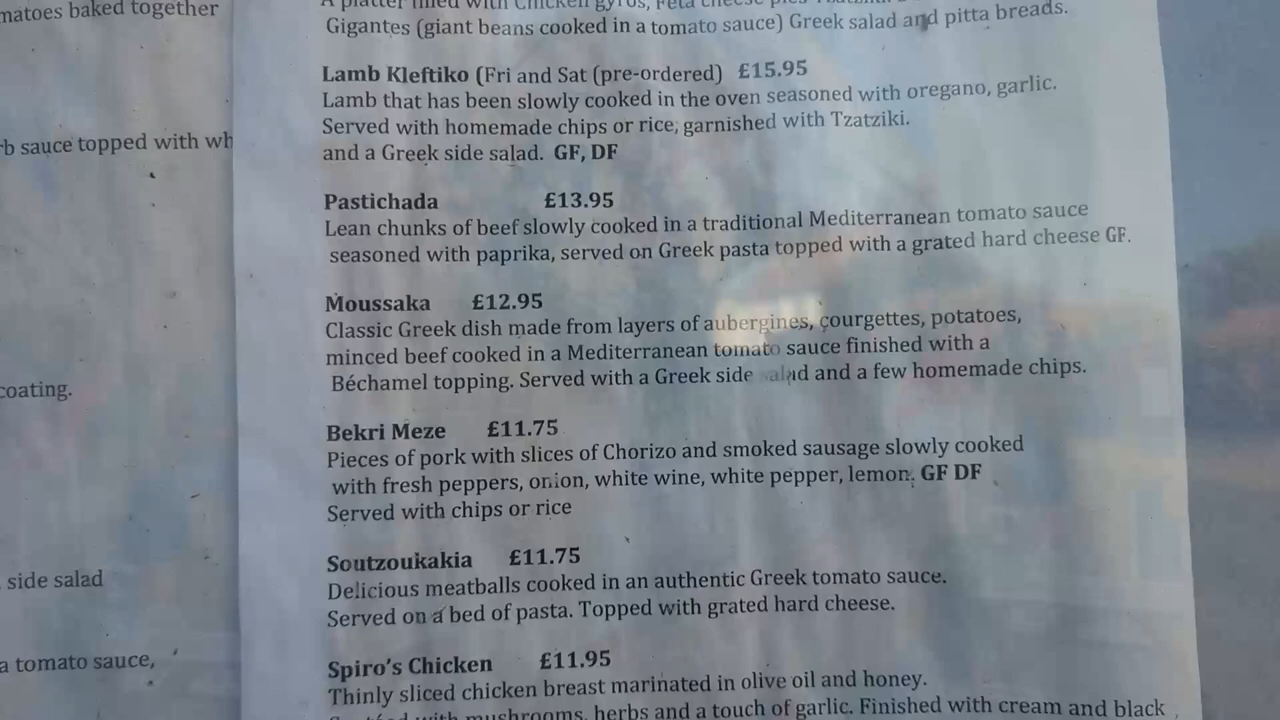 matoes baked together
rb sauce topped with wh
coating.
side salad
a tomato sauce,
A platter filled with Chicken gyros, Feta cheese pies
Gigantes (giant beans cooked in a tomato sauce) Greek salad and pitta breads.
Lamb Kleftiko (Fri and Sat (pre-ordered) £15.95
Lamb that has been slowly cooked in the oven seasoned with oregano, garlic.
Served with homemade chips or rice, garnished with Tzatziki.
and a Greek side salad. GF, DF
Pastichada £13.95
Lean chunks of beef slowly cooked in a traditional Mediterranean tomato sauce
seasoned with paprika, served on Greek pasta topped with a grated hard cheese GF.
Moussaka £12.95
Classic Greek dish made from layers of aubergines, courgettes, potatoes,
minced beef cooked in a Mediterranean tomato sauce finished with a
Béchamel topping. Served with a Greek side salad and a few homemade chips.
Bekri Meze £11.75
Pieces of pork with slices of Chorizo and smoked sausage slowly cooked
with fresh peppers, onion, white wine, white pepper, lemon. GF DF
Served with chips or rice
Soutzoukakia £11.75
Delicious meatballs cooked in an authentic Greek tomato sauce.
Served on a bed of pasta. Topped with grated hard cheese.
Spiro's Chicken £11.95
Thinly sliced chicken breast marinated in olive oil and honey.
with mushrooms, herbs and a touch of garlic. Finished with cream and black